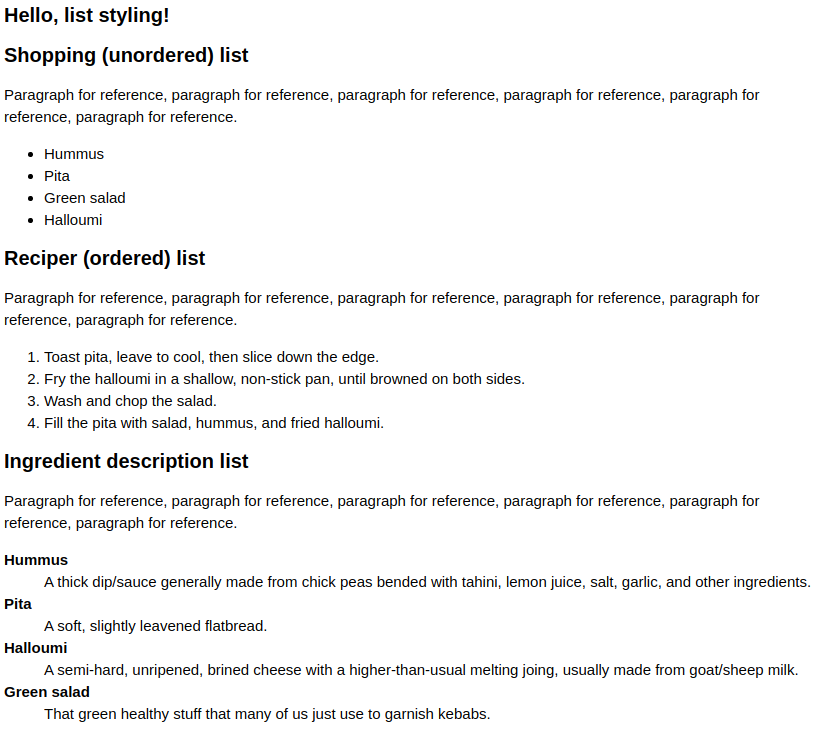 Hello, list styling!
Shopping (unordered) list
Paragraph for reference, paragraph for reference, paragraph for reference, paragraph for reference, paragraph for
reference, paragraph for reference.
• Hummus
• Pita
• Green salad
• Halloumi
Reciper (ordered) list
Paragraph for reference, paragraph for reference, paragraph for reference, paragraph for reference, paragraph for
reference, paragraph for reference.
1. Toast pita, leave to cool, then slice down the edge.
2. Fry the halloumi in a shallow, non-stick pan, until browned on both sides.
3. Wash and chop the salad.
4. Fill the pita with salad, hummus, and fried halloumi.
Ingredient description list
Paragraph for reference, paragraph for reference, paragraph for reference, paragraph for reference, paragraph for
reference, paragraph for reference.
Hummus
A thick dip/sauce generally made from chick peas bended with tahini, lemon juice, salt, garlic, and other ingredients.
Pita
A soft, slightly leavened flatbread.
Halloumi
A semi-hard, unripened, brined cheese with a higher-than-usual melting joing, usually made from goat/sheep milk.
Green salad
That green healthy stuff that many of us just use to garnish kebabs.